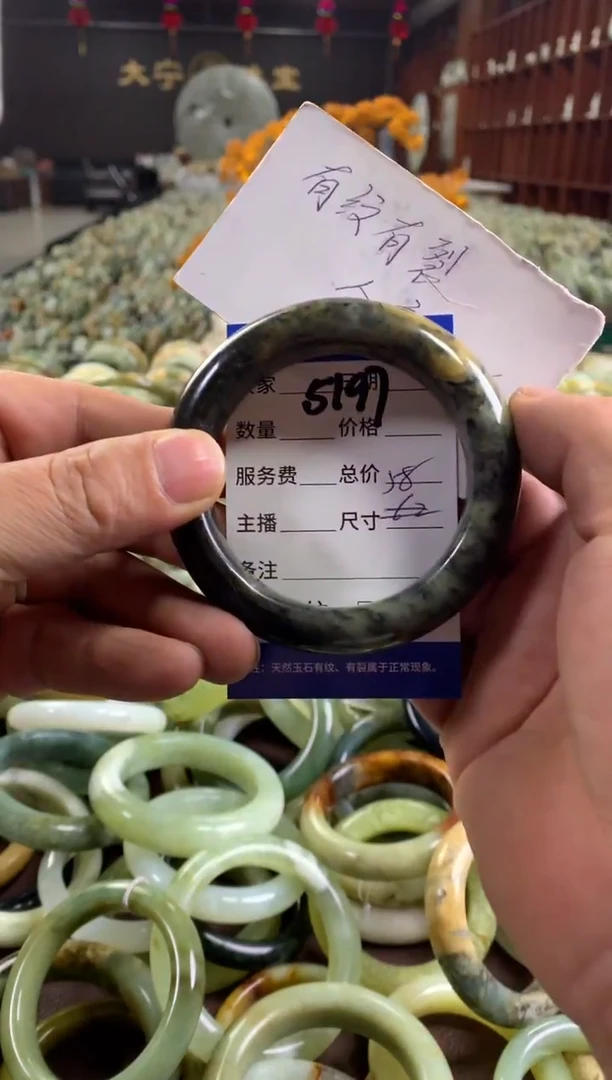 大宁
有纹有裂
家
5197
数量 价格
服务费 总价 58
主播 尺寸 62
备注
注：天然玉石有纹、有裂属于正常现象。